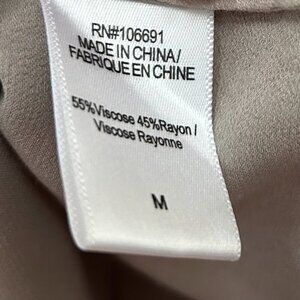 RN#106691
MADE IN CHINA/
FABRIQUE EN CHINE
55%Viscose 45%Rayon /
Viscose Rayonne
M